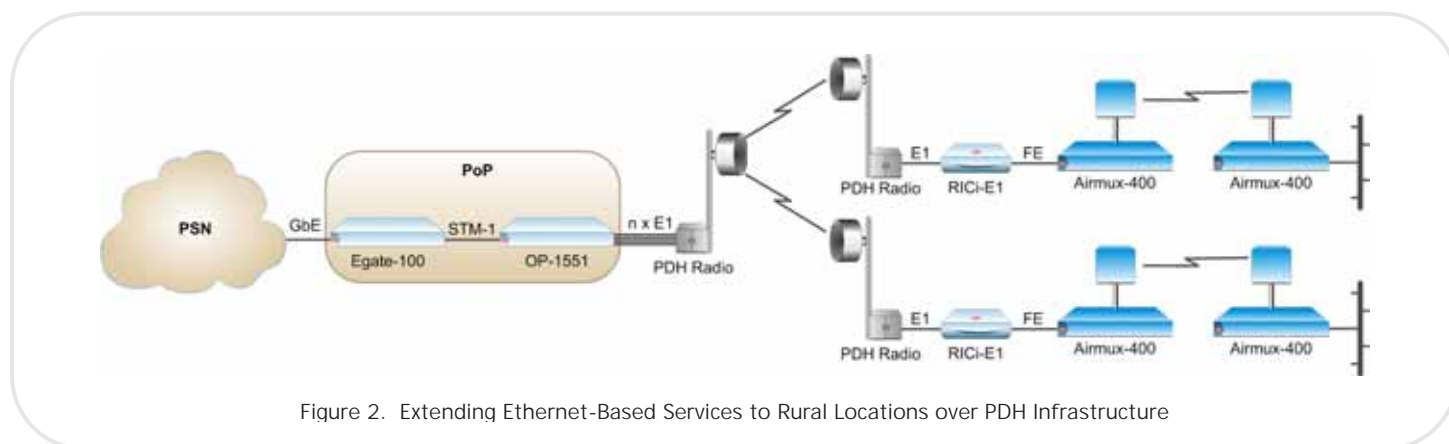 PSN
GbE
PoP
Egate-100
STM-1
OP-1551
n x E1
PDH Radio
PDH Radio
E1
RICi-E1
FE
Airmux-400
Airmux-400
PDH Radio
E1
RICi-E1
FE
Airmux-400
Airmux-400
Figure 2. Extending Ethernet-Based Services to Rural Locations over PDH Infrastructure